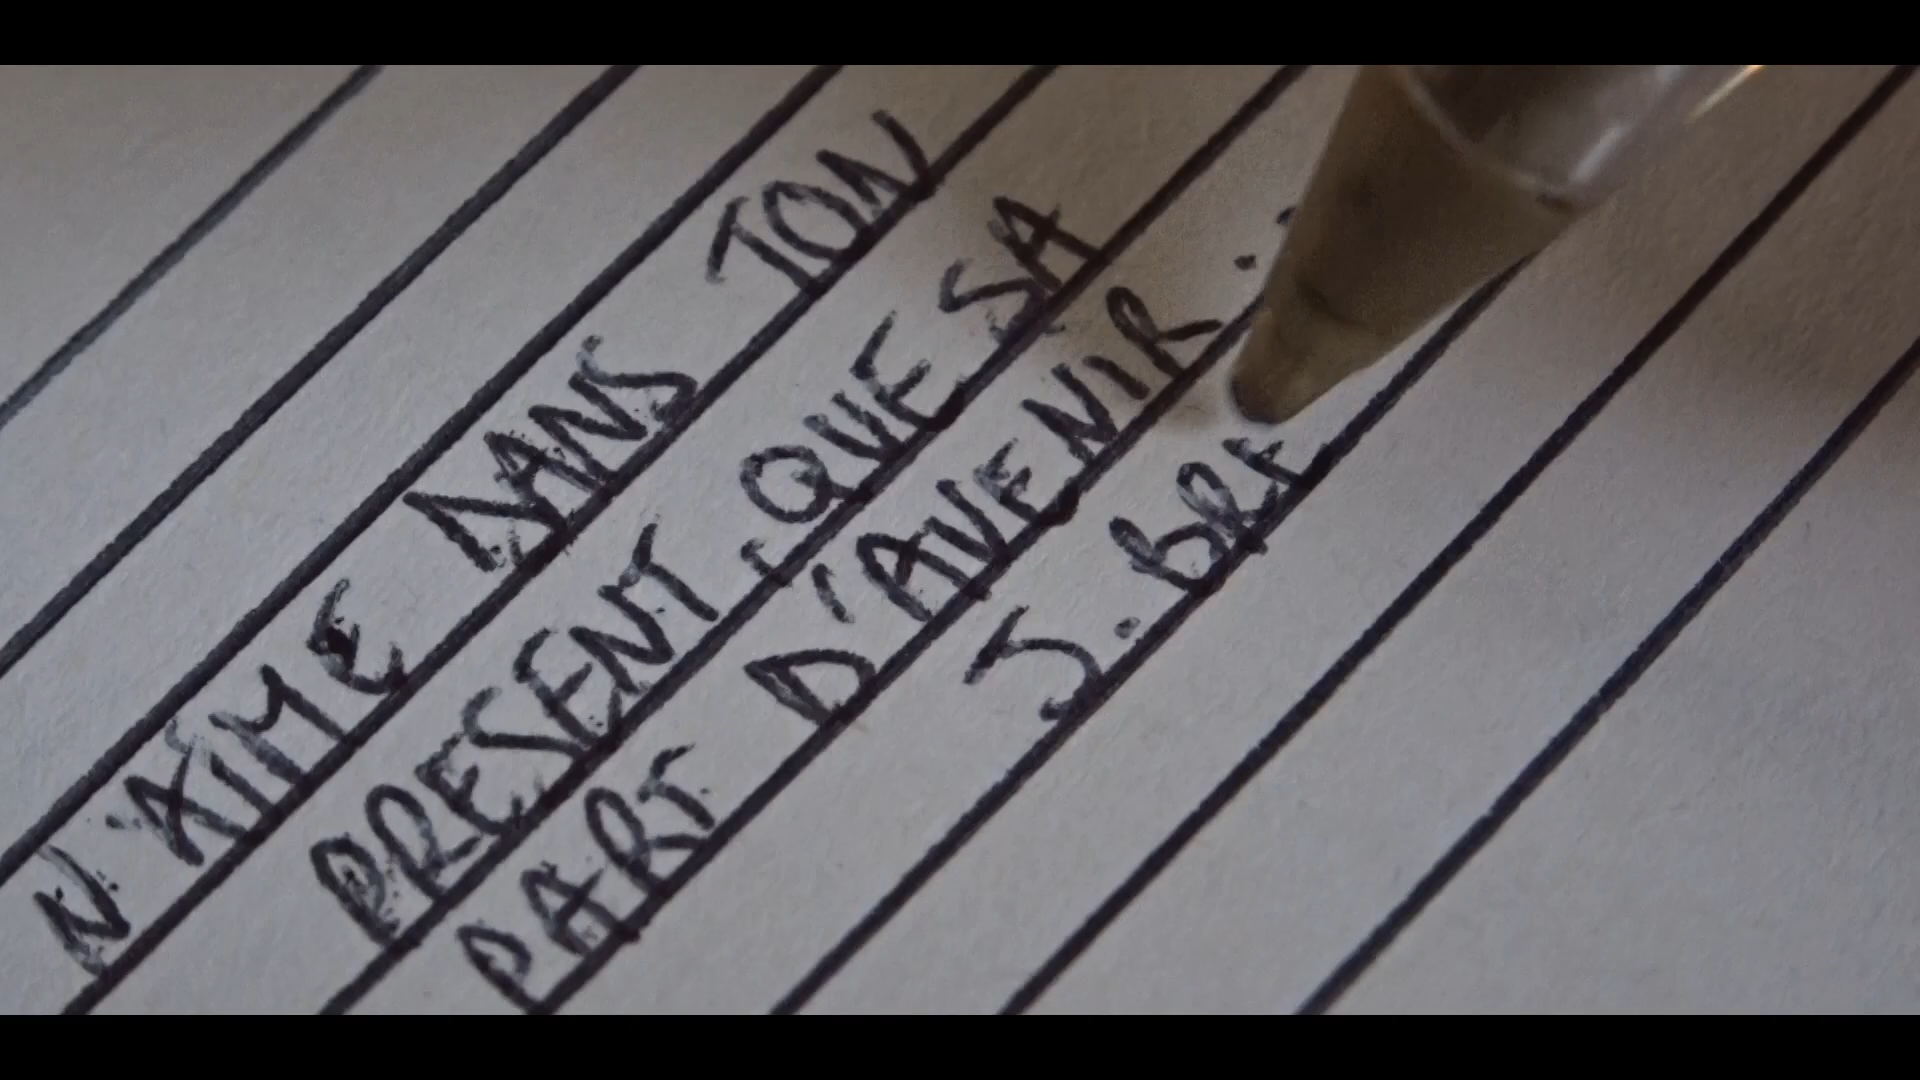 N'AIME DANS TON
PRESENT QUE SA
PART D'AVENIR ..
J. BRE